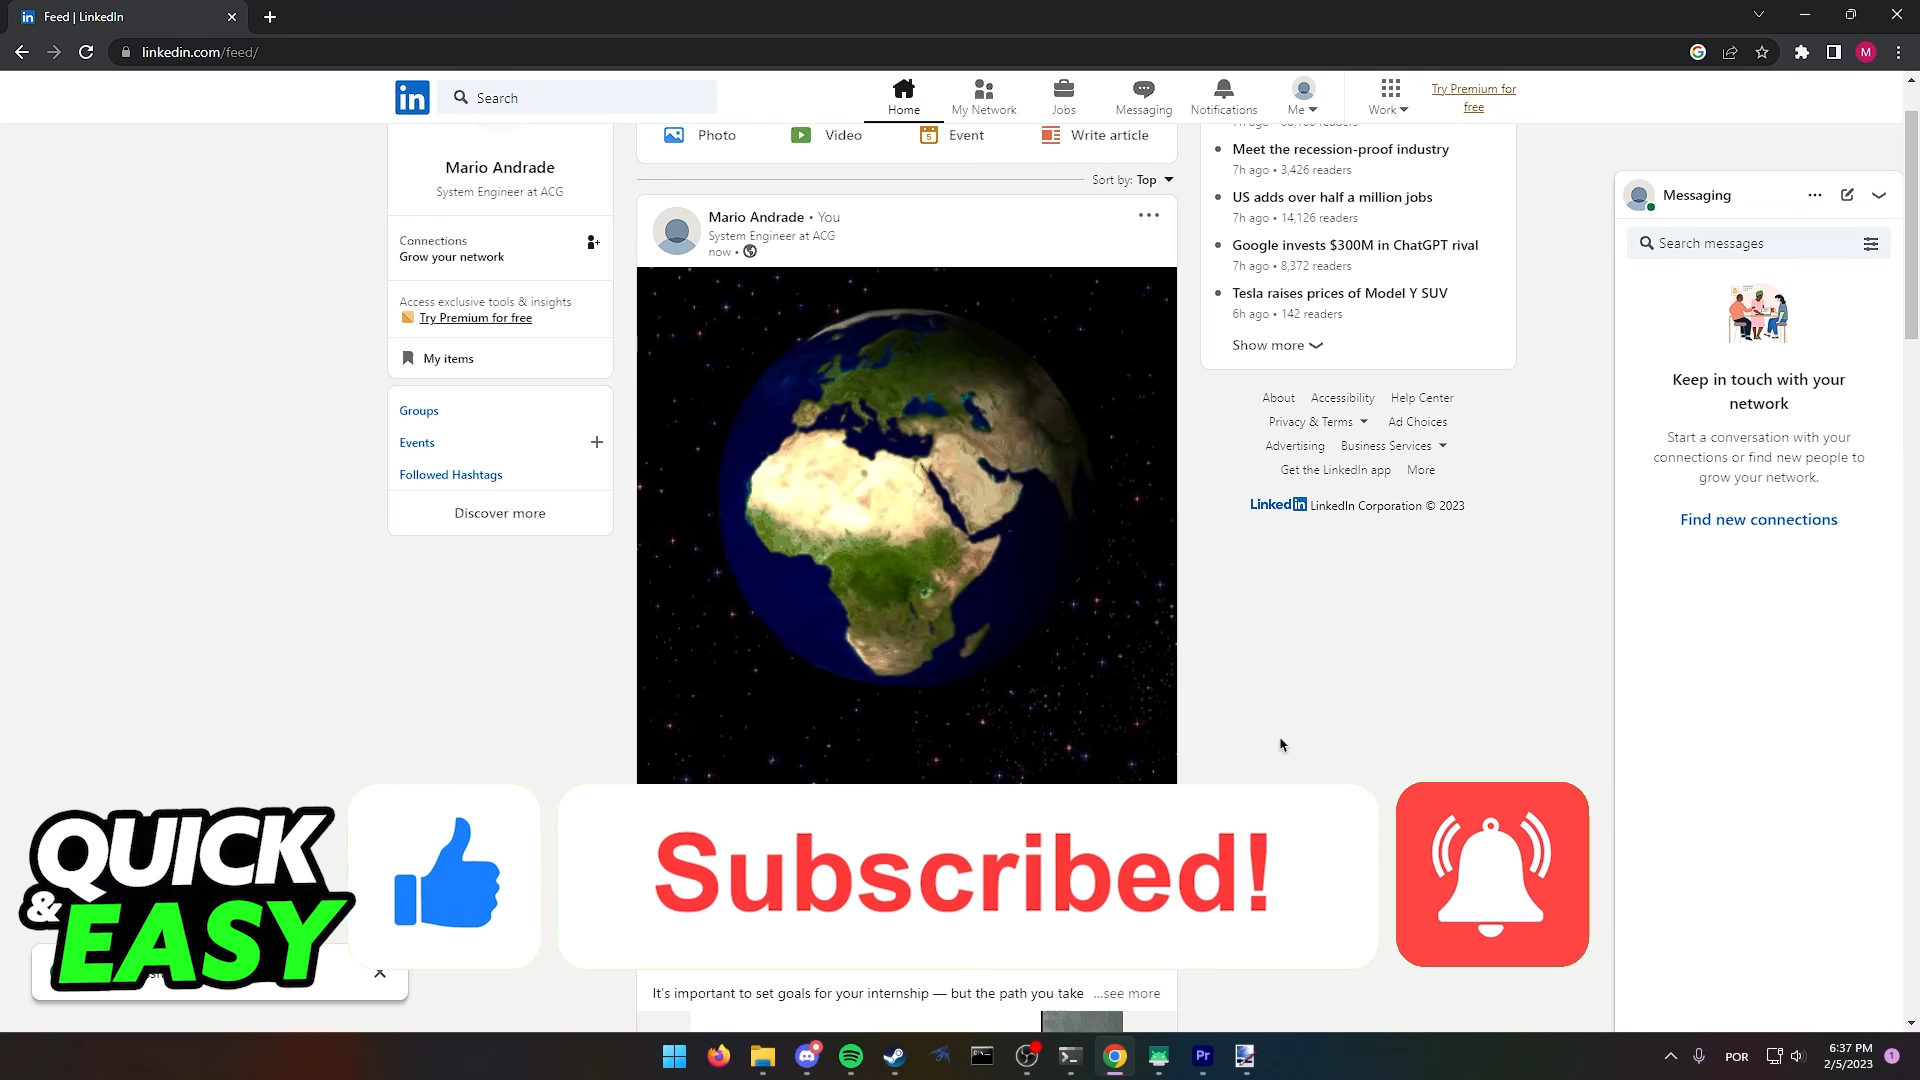 Feed | LinkedIn
linkedin.com/feed/
M
in
Search
Home
My Network
Jobs
Messaging
Notifications
Me
Work
Try Premium for
free
Mario Andrade
System Engineer at ACG
Connections
Grow your network
Access exclusive tools & insights
Try Premium for free
My items
Groups
Events
Followed Hashtags
Discover more
Photo
Video
Event
Write article
Sort by: Top
Mario Andrade • You
System Engineer at ACG
now •
Meet the recession-proof industry
7h ago • 3,426 readers
US adds over half a million jobs
7h ago • 14,126 readers
Google invests $300M in ChatGPT rival
7h ago • 8,372 readers
Tesla raises prices of Model Y SUV
6h ago • 142 readers
Show more
About Accessibility Help Center
Privacy & Terms Ad Choices
Advertising Business Services
Get the LinkedIn app More
LinkedIn LinkedIn Corporation © 2023
Messaging
Search messages
Keep in touch with your
network
Start a conversation with your
connections or find new people to
grow your network.
Find new connections
QUICK
& EASY
Subscribed!
It's important to set goals for your internship — but the path you take ...see more
Pr
POR
6:37 PM
2/5/2023
1